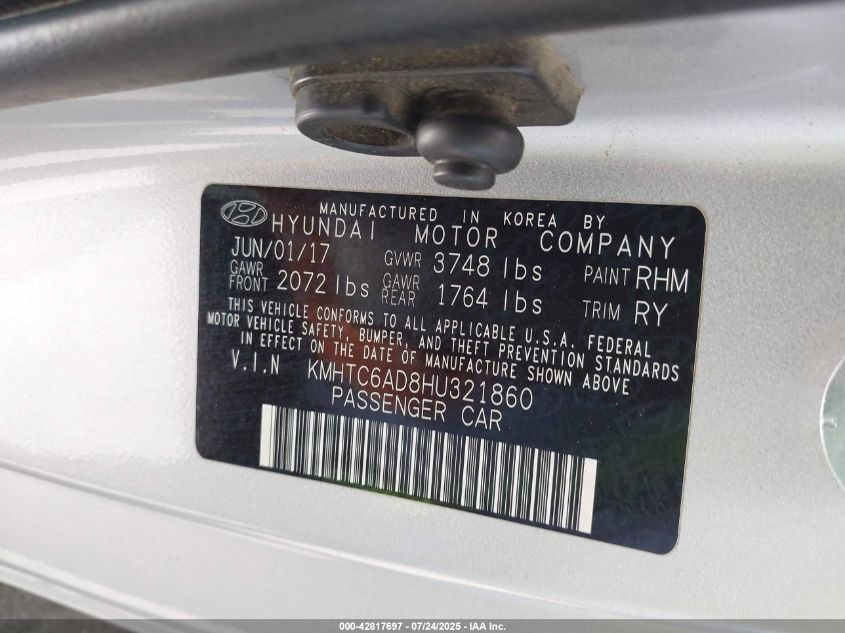 MANUFACTURED IN KOREA BY
HYUNDAI MOTOR COMPANY
JUN/01/17 GVWR 3748 lbs PAINT RHM
GAWR FRONT 2072 lbs GAWR REAR 1764 lbs TRIM RY
THIS VEHICLE CONFORMS TO ALL APPLICABLE U.S.A. FEDERAL
MOTOR VEHICLE SAFETY, BUMPER, AND THEFT PREVENTION STANDARDS
IN EFFECT ON THE DATE OF MANUFACTURE SHOWN ABOVE
V.I.N KMHTC6AD8HU321860
PASSENGER CAR
000-42817697 - 07/24/2025 - IAA Inc.